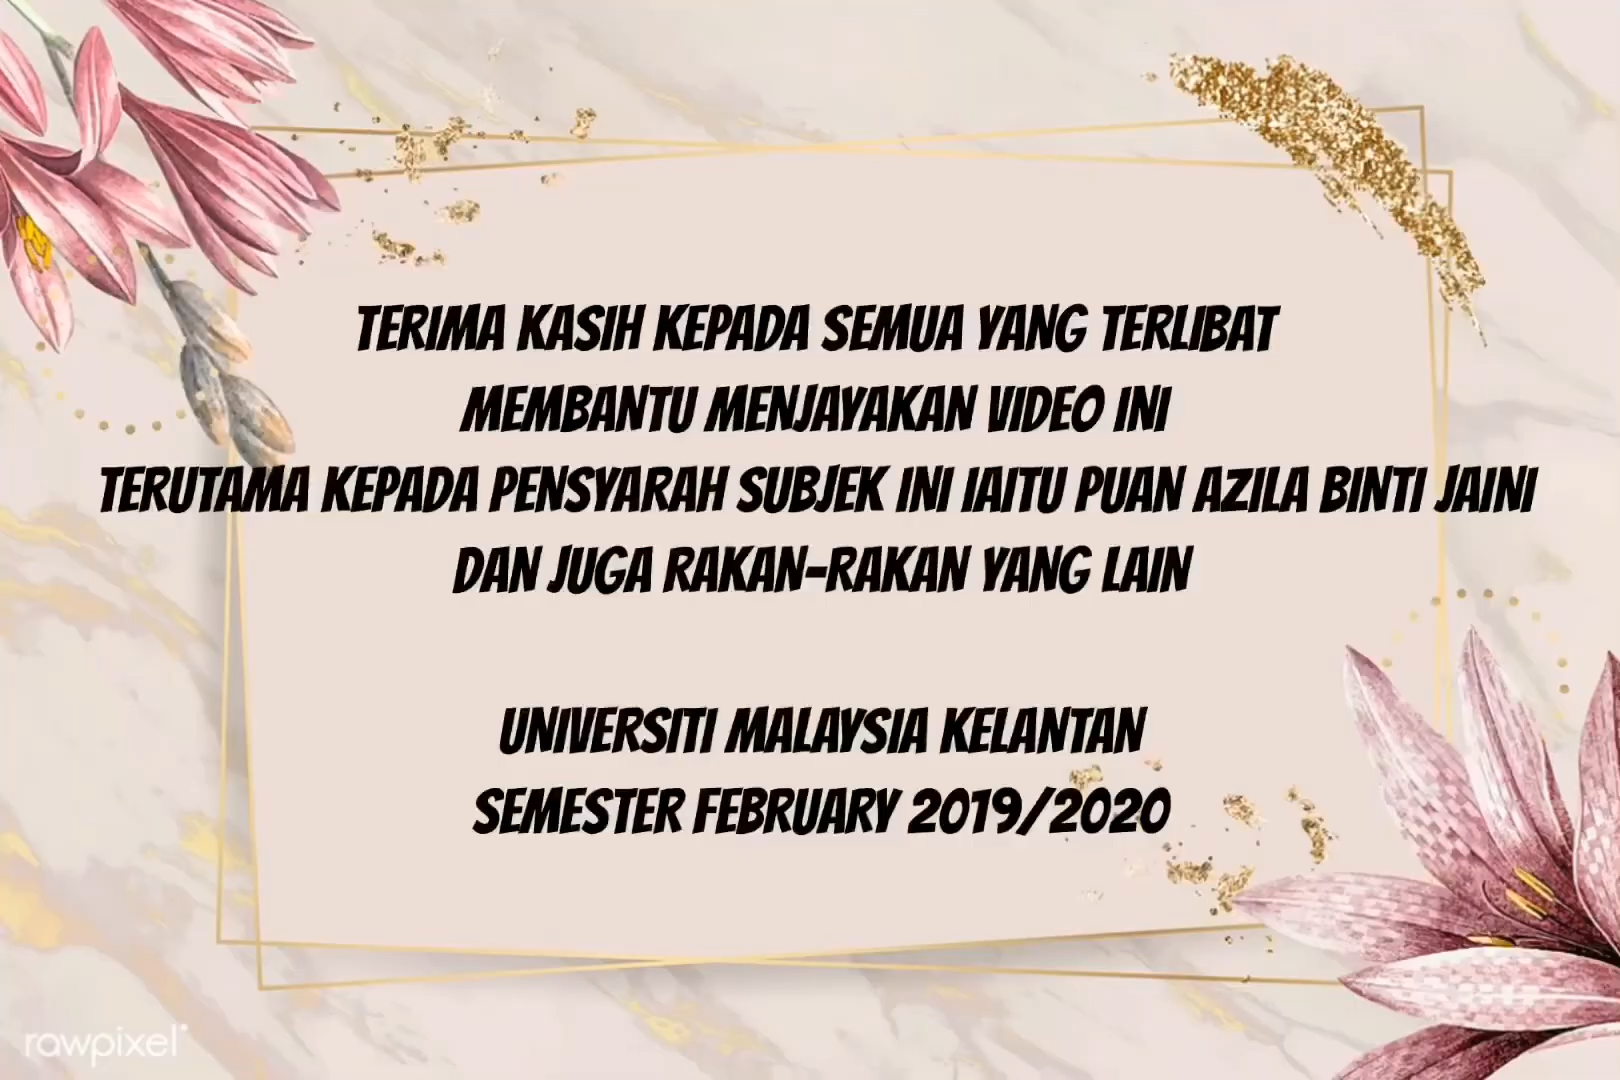 TERIMA KASIH KEPADA SEMUA YANG TERLIBAT
MEMBANTU MENJAYAKAN VIDEO INI
TERUTAMA KEPADA PENSYARAH SUBJEK INI IAITU PUAN AZILA BINTI JAINI
DAN JUGA RAKAN-RAKAN YANG LAIN
UNIVERSITI MALAYSIA KELANTAN
SEMESTER FEBRUARY 2019/2020
rawpixel